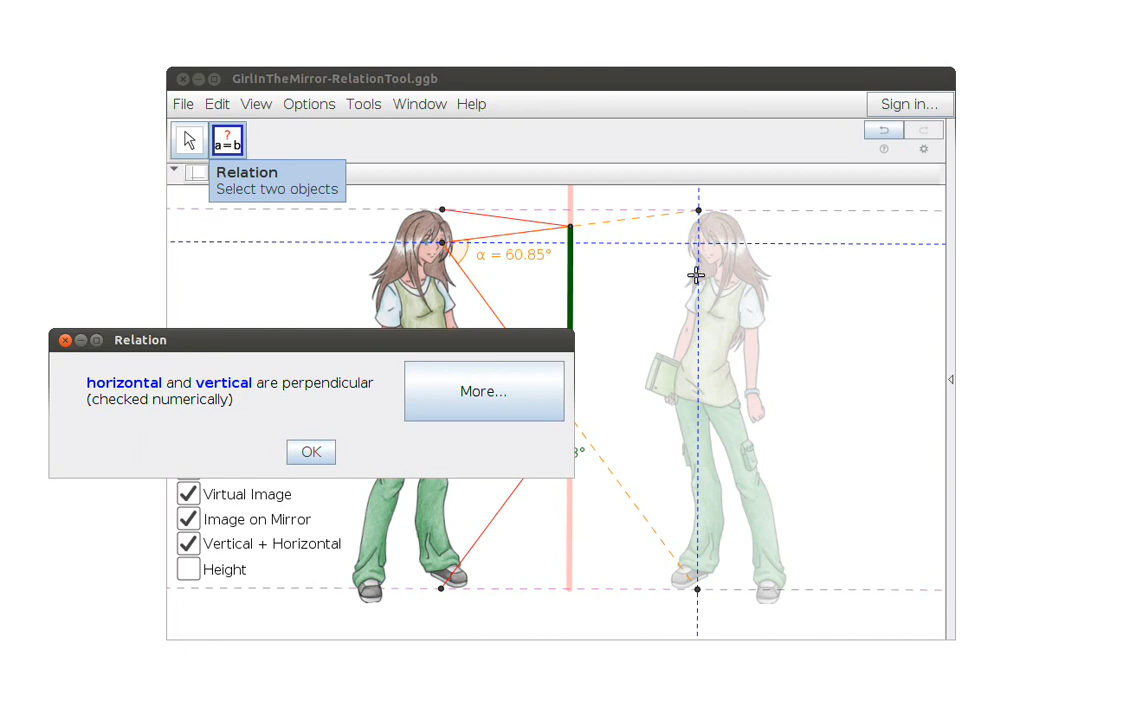 GirlInTheMirror-RelationTool.ggb
File Edit View Options Tools Window Help
Sign in...
?
a=b
Relation
Select two objects
α = 60.85°
Relation
horizontal and vertical are perpendicular
(checked numerically)
More...
OK
8°
Virtual Image
Image on Mirror
Vertical + Horizontal
Height